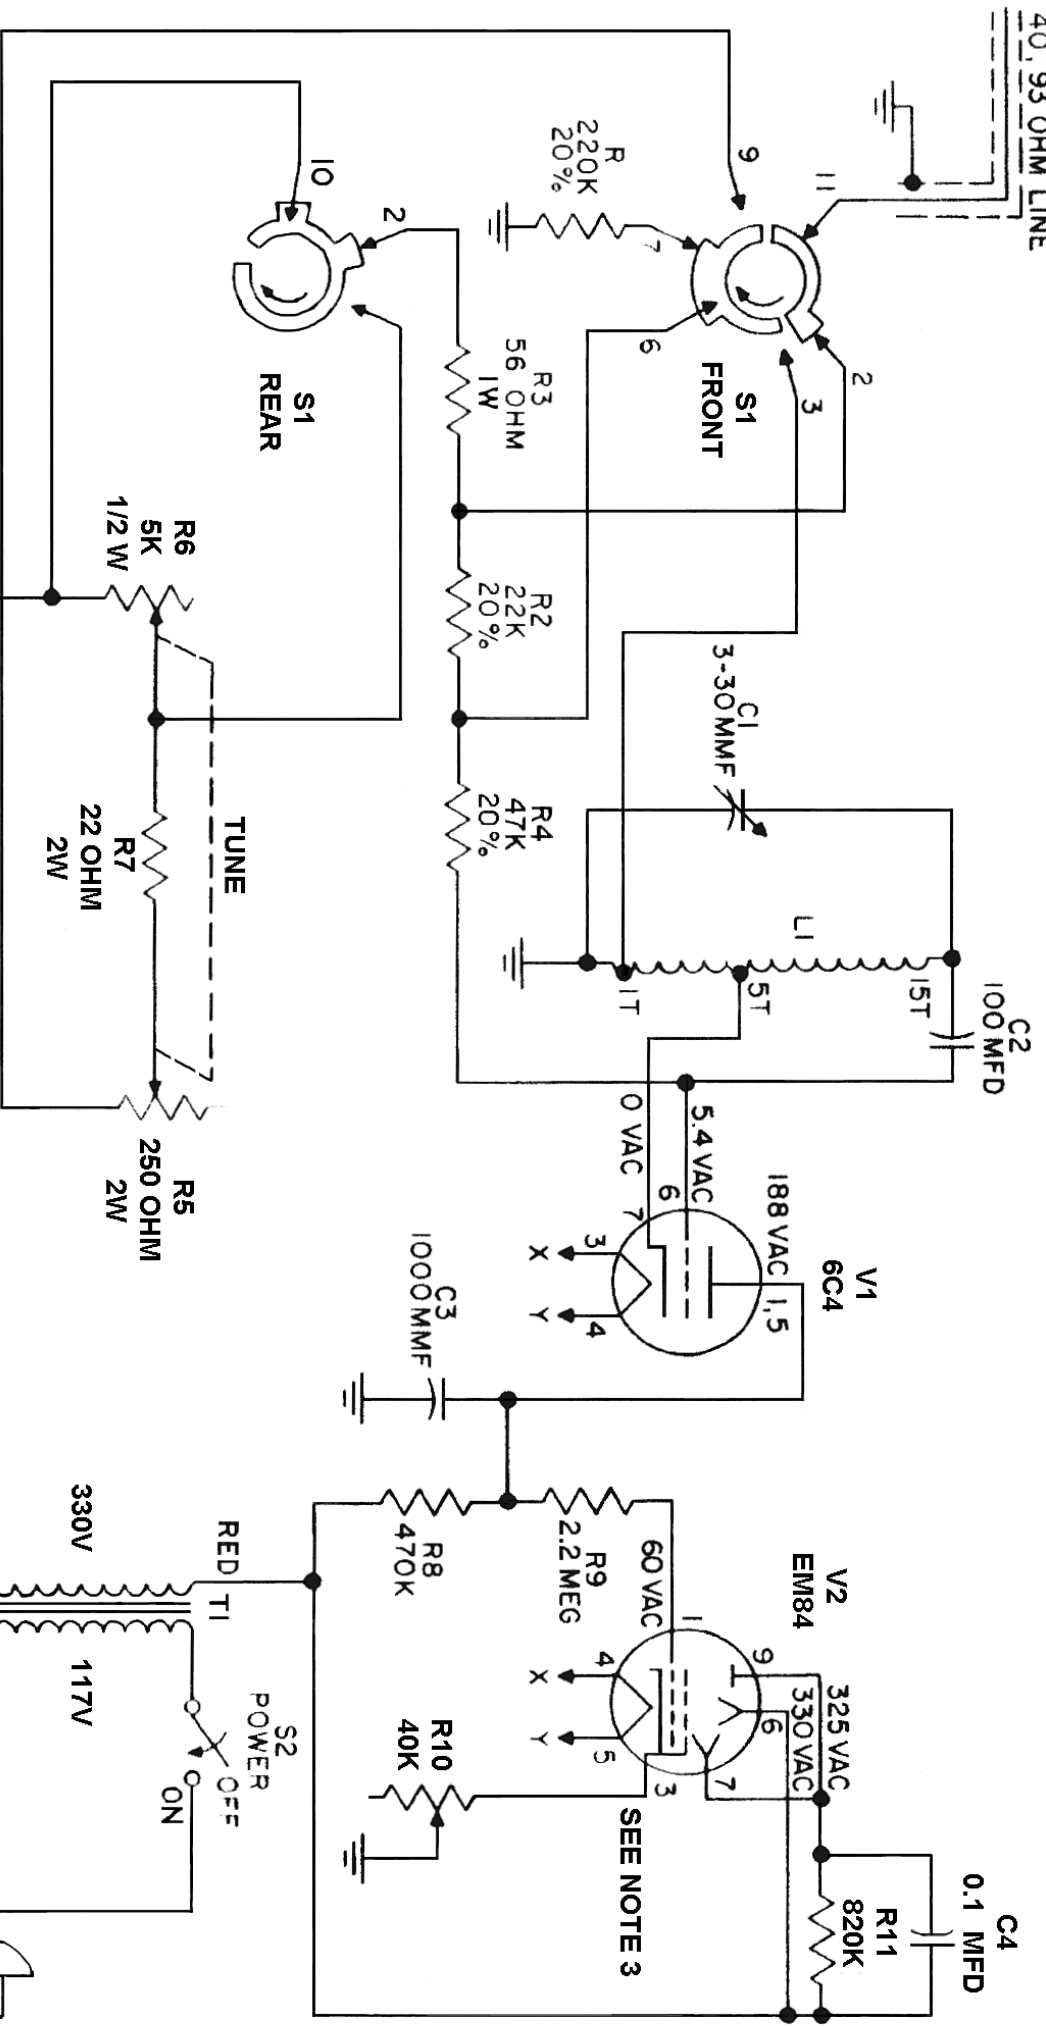 40, 93 OHM LINE
11
9
R
220K
20%
7
6
2
3
S1
FRONT
10
2
S1
REAR
R3
56 OHM
1W
R2
22K
20%
R4
47K
20%
R6
5K
1/2 W
TUNE
R7
22 OHM
2W
R5
250 OHM
2W
C1
3-30MMF
L1
1T
5T
15T
C2
100 MFD
V1
6C4
188 VAC
1,5
5.4 VAC
6
0 VAC
7
3
4
X
Y
C3
1000MMF
R8
470K
R9
2.2 MEG
60 VAC
V2
EM84
1
9
6
7
3
4
5
X
Y
325 VAC
330 VAC
SEE NOTE 3
R10
40K
C4
0.1 MFD
R11
820K
RED
T1
330V
117V
S2
POWER
OFF
ON